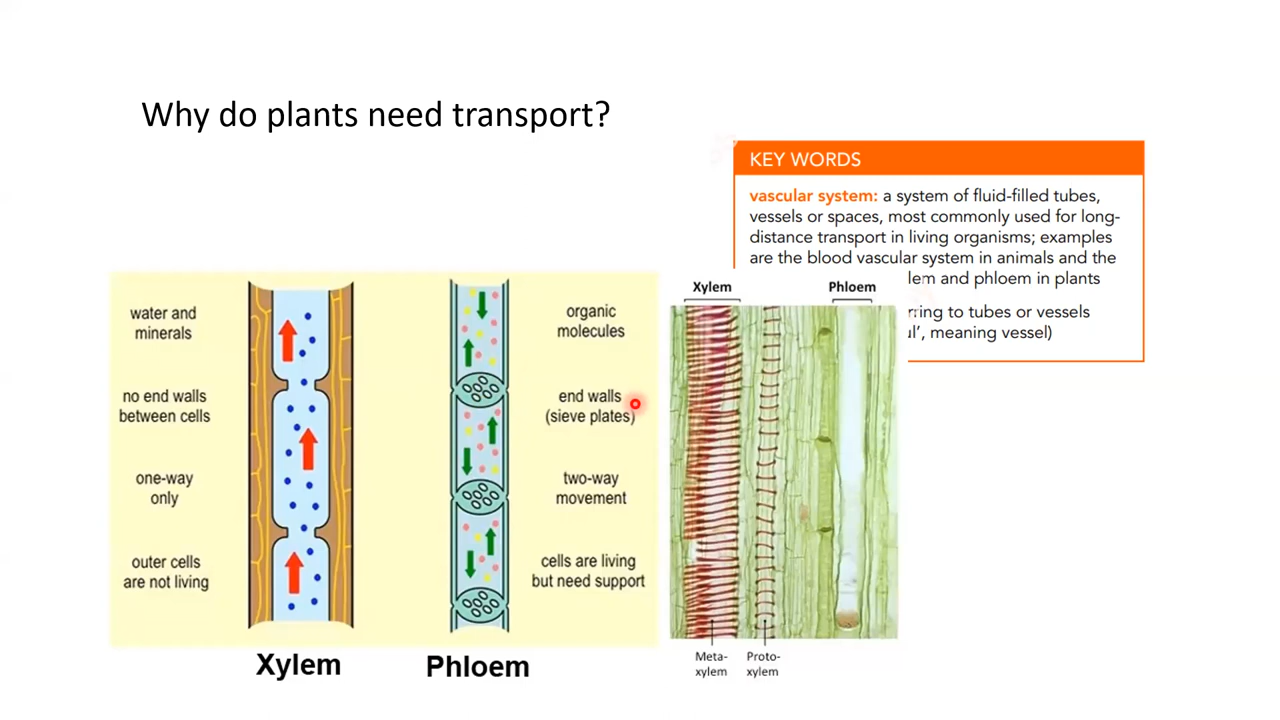 Why do plants need transport?
KEY WORDS
vascular system: a system of fluid-filled tubes,
vessels or spaces, most commonly used for long-
distance transport in living organisms; examples
are the blood vascular system in animals and the
lem and phloem in plants
rring to tubes or vessels
ul’, meaning vessel)
water and
minerals
no end walls
between cells
one-way
only
outer cells
are not living
Xylem
organic
molecules
end walls
(sieve plates)
two-way
movement
cells are living
but need support
Phloem
Xylem
Phloem
Meta-
xylem
Proto-
xylem